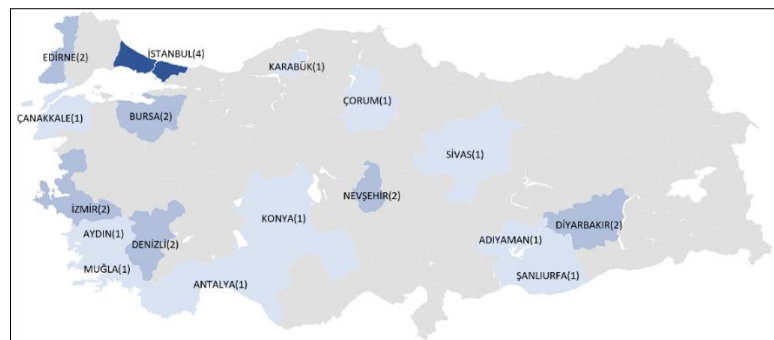 İSTANBUL(4)
EDİRNE(2)
KARABÜK(1)
ÇORUM(1)
ÇANAKKALE(1)
BURSA(2)
SİVAS(1)
NEVŞEHİR(2)
İZMİR(2)
KONYA(1)
DİYARBAKIR(2)
AYDIN(1)
DENİZLİ(2)
ADIYAMAN(1)
MUĞLA(1)
ŞANLIURFA(1)
ANTALYA(1)